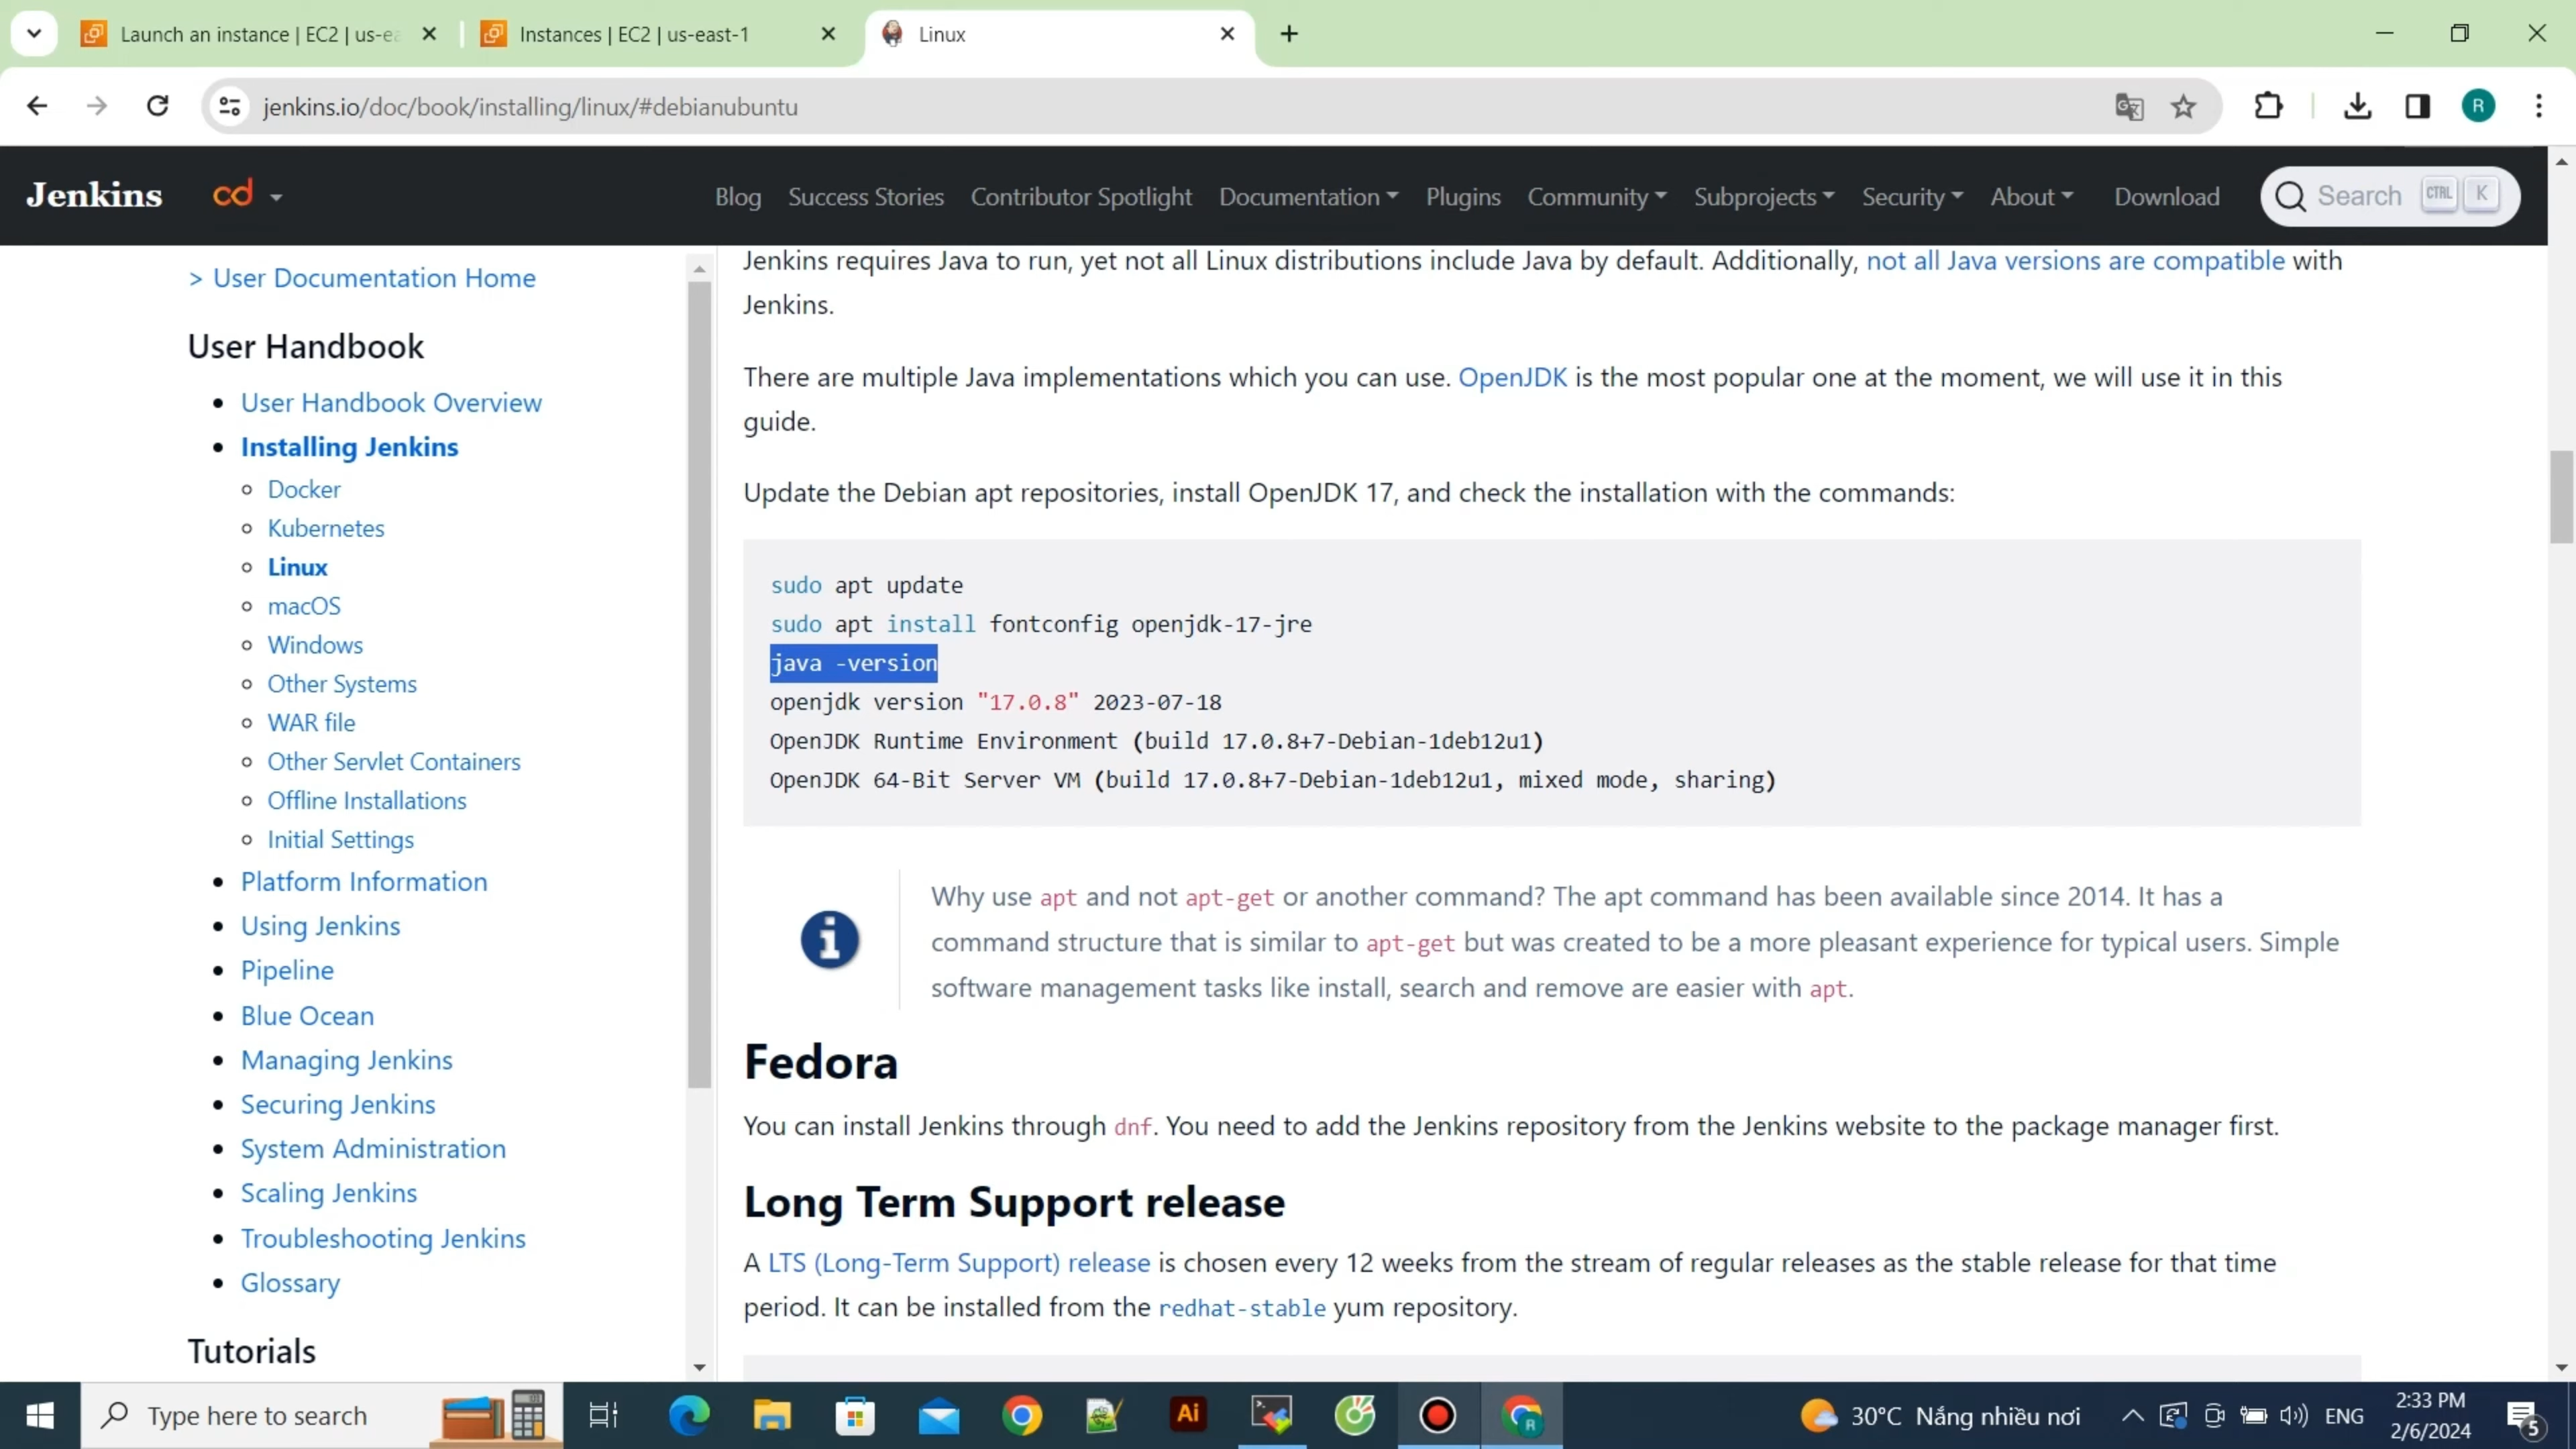 Launch an instance | EC2 | us-ea
Instances | EC2 | us-east-1
Linux
jenkins.io/doc/book/installing/linux/#debianubuntu
R
Jenkins
cd
Blog
Success Stories
Contributor Spotlight
Documentation
Plugins
Community
Subprojects
Security
About
Download
Search
CTRL
K
> User Documentation Home
User Handbook
User Handbook Overview
Installing Jenkins
Docker
Kubernetes
Linux
macOS
Windows
Other Systems
WAR file
Other Servlet Containers
Offline Installations
Initial Settings
Platform Information
Using Jenkins
Pipeline
Blue Ocean
Managing Jenkins
Securing Jenkins
System Administration
Scaling Jenkins
Troubleshooting Jenkins
Glossary
Tutorials
Jenkins requires Java to run, yet not all Linux distributions include Java by default. Additionally, not all Java versions are compatible with
Jenkins.
There are multiple Java implementations which you can use. OpenJDK is the most popular one at the moment, we will use it in this
guide.
Update the Debian apt repositories, install OpenJDK 17, and check the installation with the commands:
sudo apt update
sudo apt install fontconfig openjdk-17-jre
java -version
openjdk version "17.0.8" 2023-07-18
OpenJDK Runtime Environment (build 17.0.8+7-Debian-1deb12u1)
OpenJDK 64-Bit Server VM (build 17.0.8+7-Debian-1deb12u1, mixed mode, sharing)
Why use apt and not apt-get or another command? The apt command has been available since 2014. It has a
command structure that is similar to apt-get but was created to be a more pleasant experience for typical users. Simple
software management tasks like install, search and remove are easier with apt.
Fedora
You can install Jenkins through dnf. You need to add the Jenkins repository from the Jenkins website to the package manager first.
Long Term Support release
A LTS (Long-Term Support) release is chosen every 12 weeks from the stream of regular releases as the stable release for that time
period. It can be installed from the redhat-stable yum repository.
Type here to search
Ai
R
30°C Nắng nhiều nơi
ENG
2:33 PM
2/6/2024
5